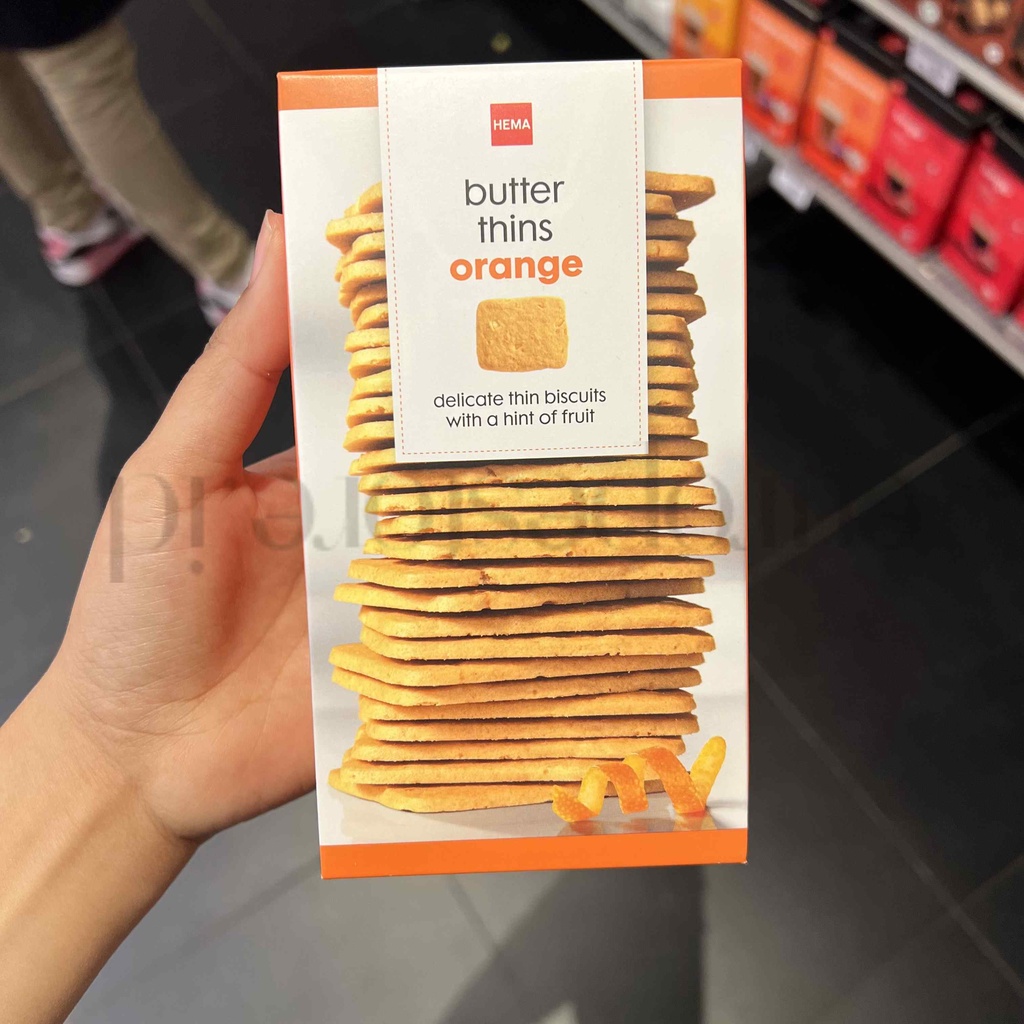 HEMA
butter
thins
orange
delicate thin biscuits
with a hint of fruit